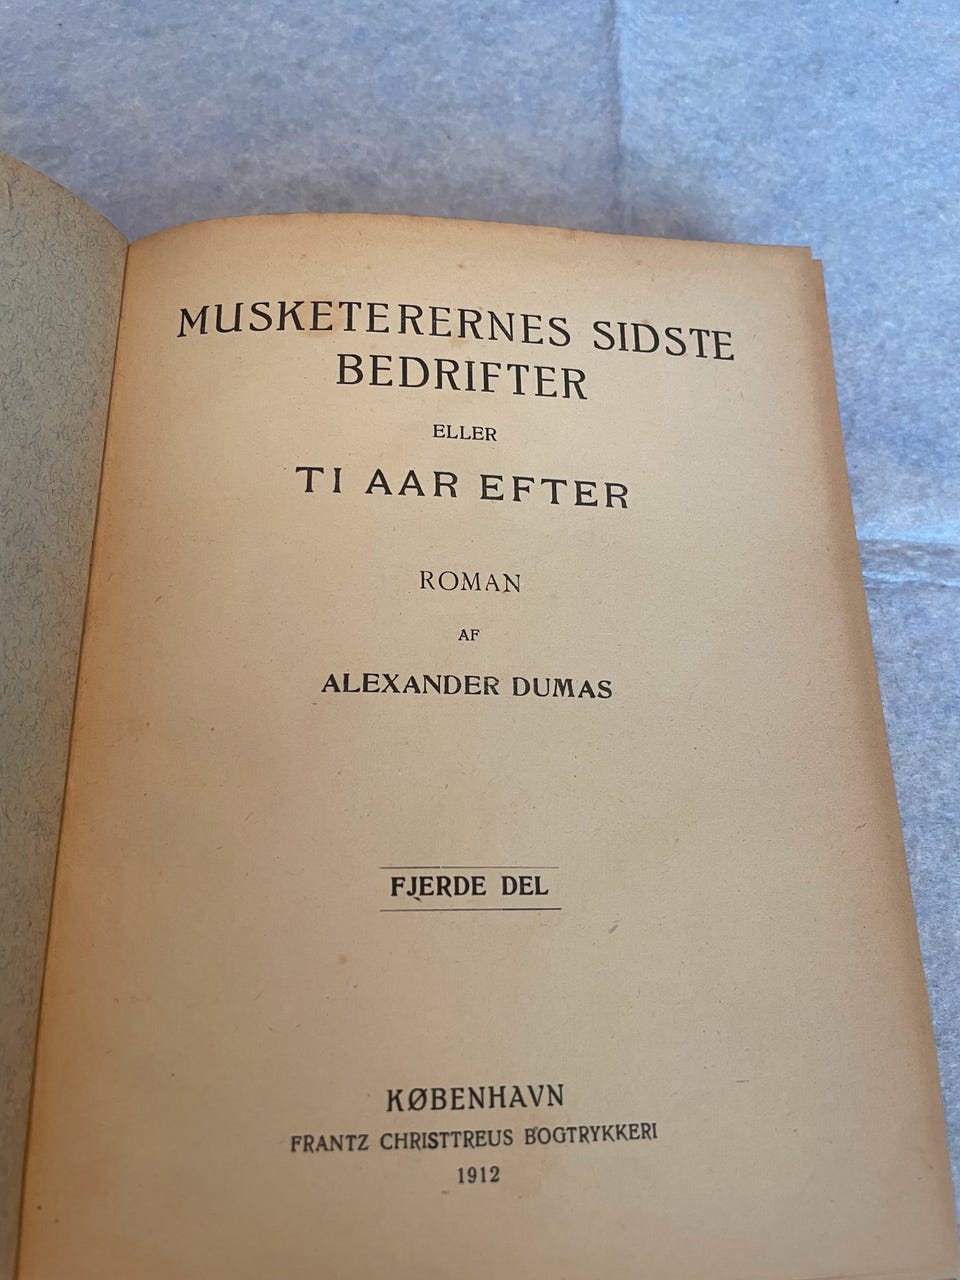 MUSKETERERNES SIDSTE
BEDRIFTER
ELLER
TI AAR EFTER
ROMAN
AF
ALEXANDER DUMAS
FJERDE DEL
KØBENHAVN
FRANTZ CHRISTTREUS BOGTRYKKERI
1912